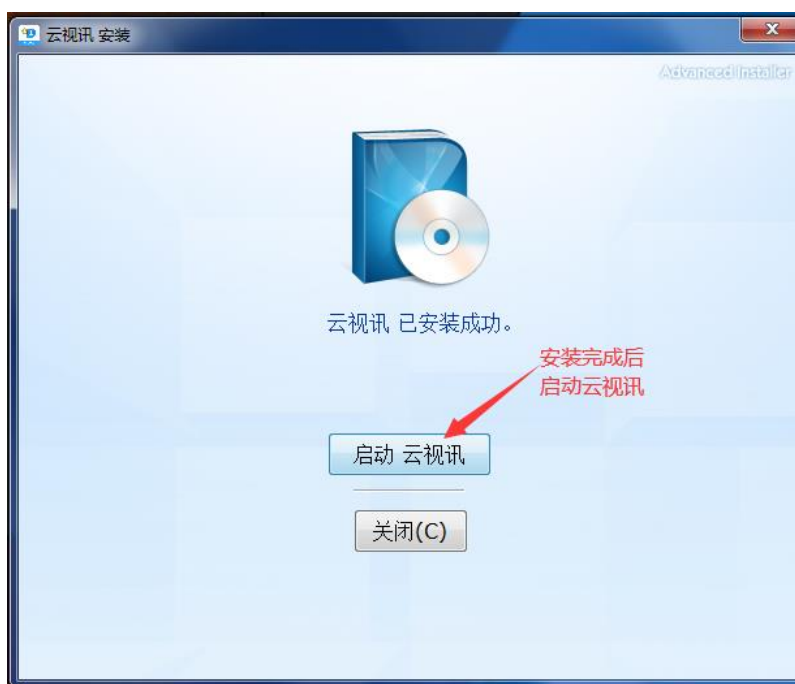 云视讯 安装
Advanced Installer
云视讯 已安装成功。
安装完成后
启动云视讯
启动 云视讯
关闭(C)